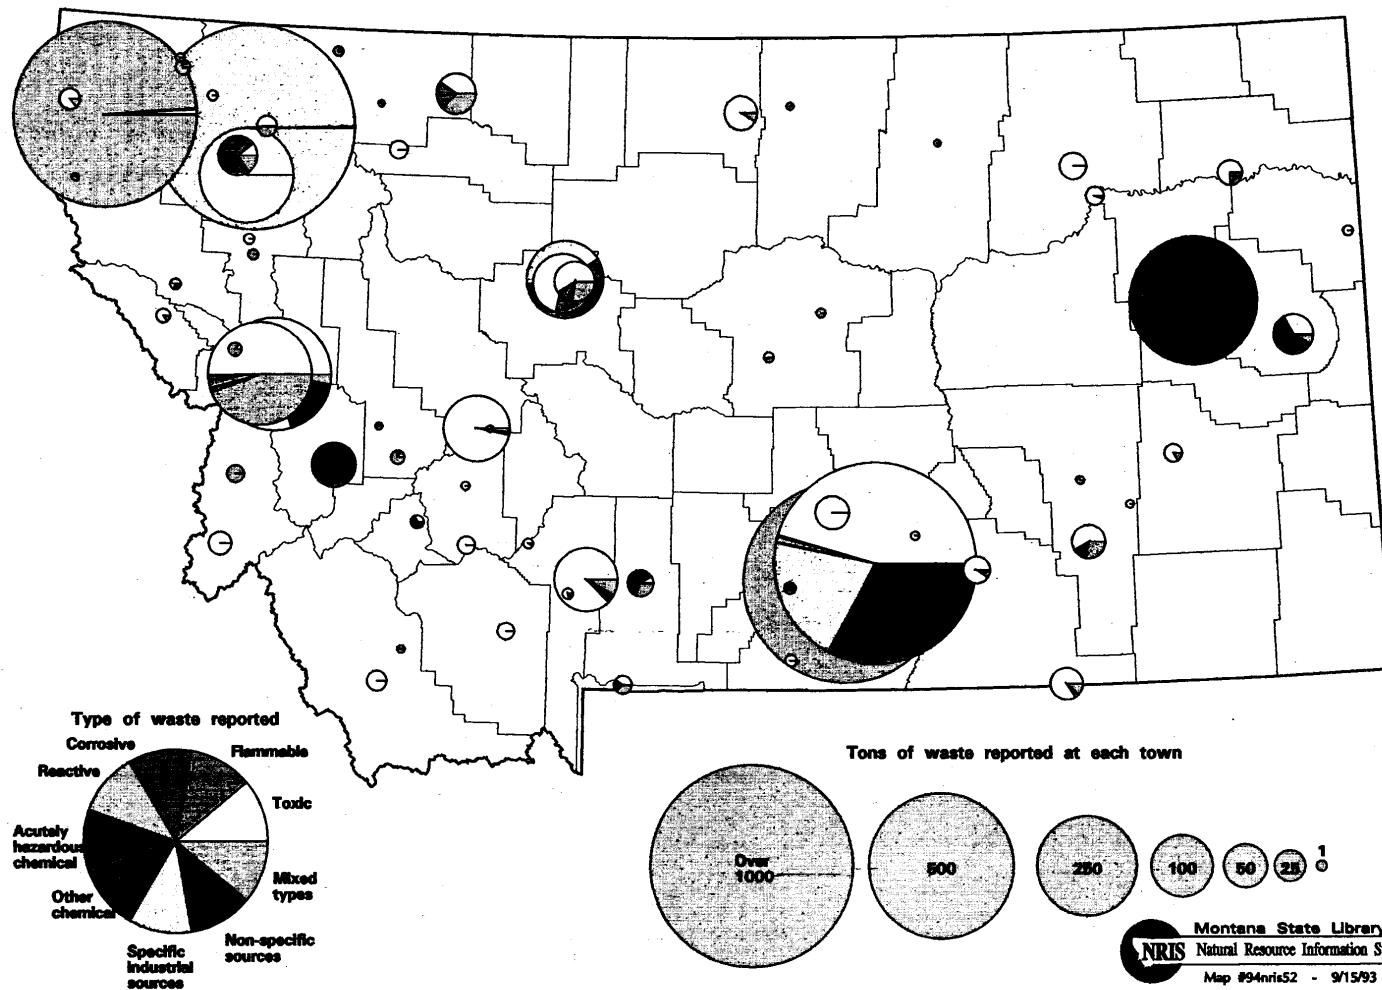 Type of waste reported
Corrosive
Flammable
Reactive
Toxic
Acutely
hazardous
chemical
Mixed
types
Other
chemical
Non-specific
sources
Specific
industrial
sources
Tons of waste reported at each town
Over
1000
500
250
100
50
25
1
Montana State Library
NRIS Natural Resource Information S
Map #94nris52 - 9/15/93